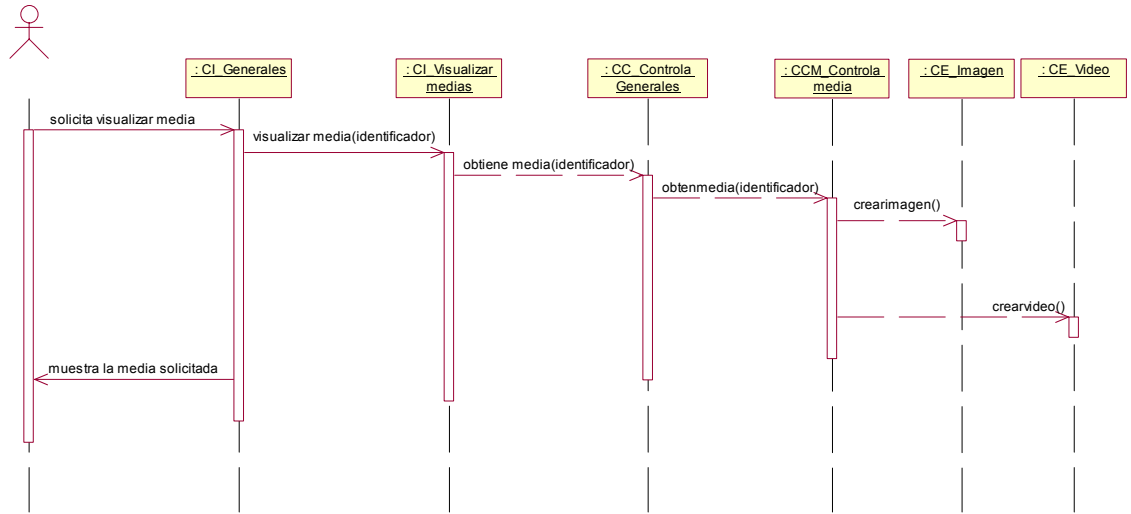 : CI_Generales
: CI_Visualizar
medias
: CC_Controla
Generales
: CCM_Controla
media
: CE_Imagen
: CE_Video
solicita visualizar media
visualizar media(identificador)
obtiene media(identificador)
obtenmedia(identificador)
crearimagen()
crearvideo()
muestra la media solicitada